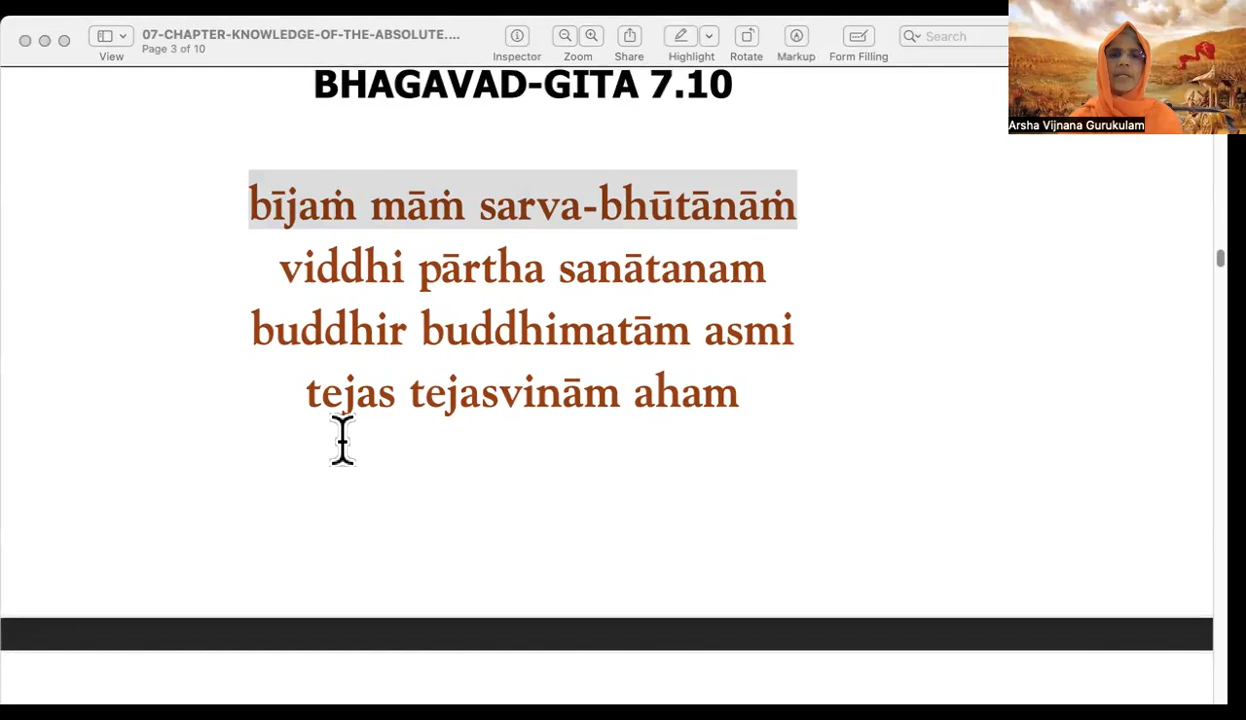 07-CHAPTER-KNOWLEDGE-OF-THE-ABSOLUTE....
Page 3 of 10
View
Inspector
Zoom
Share
Highlight
Rotate
Markup
Form Filling
Search
Arsha Vijnana Gurukulam
BHAGAVAD-GITA 7.10
bījaṁ māṁ sarva-bhūtānāṁ
viddhi pārtha sanātanam
buddhir buddhimatām asmi
tejas tejasvinām aham